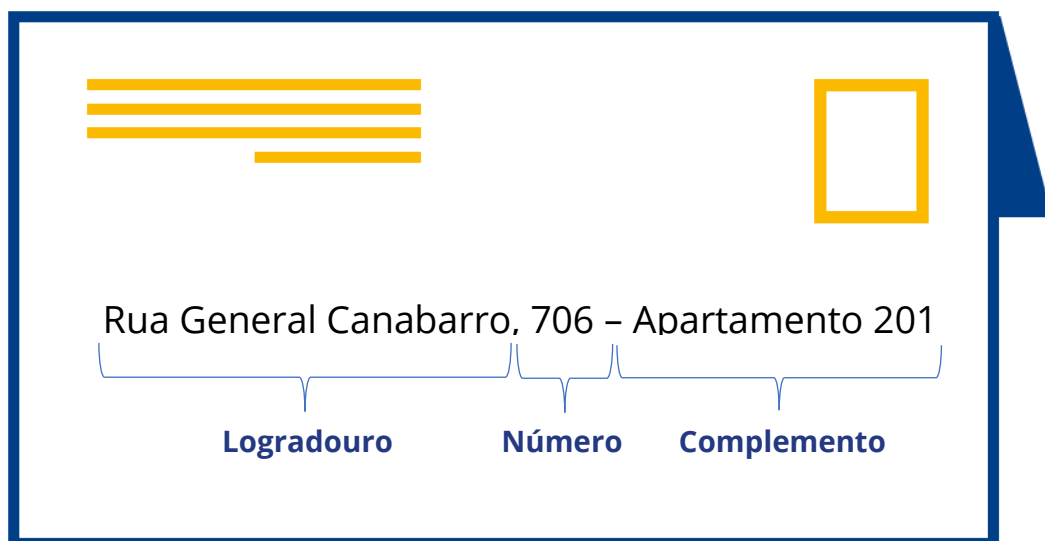 Rua General Canabarro, 706 – Apartamento 201
Logradouro Número Complemento